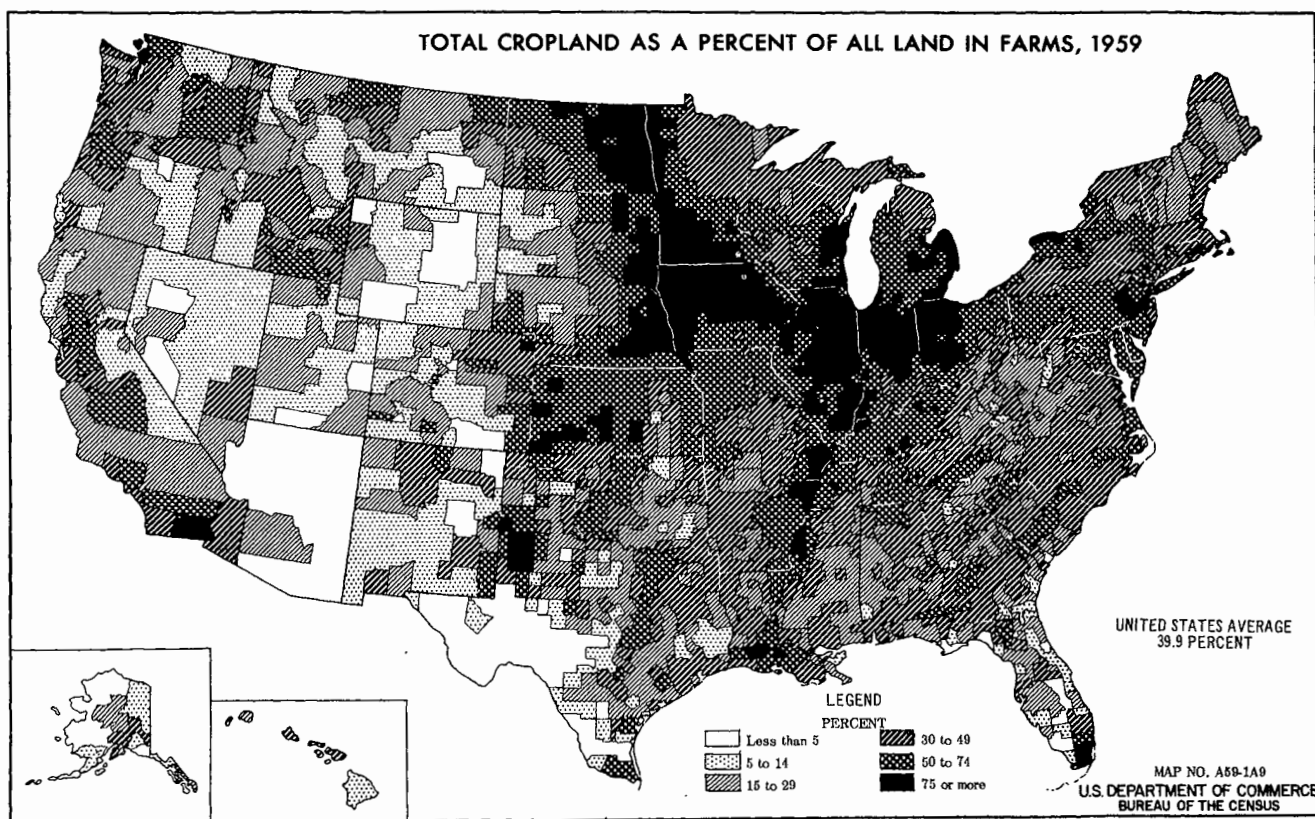 TOTAL CROPLAND AS A PERCENT OF ALL LAND IN FARMS, 1959
UNITED STATES AVERAGE
39.9 PERCENT
LEGEND
PERCENT
Less than 5
5 to 14
15 to 29
30 to 49
50 to 74
75 or more
MAP NO. A59-1A9
U.S. DEPARTMENT OF COMMERCE
BUREAU OF THE CENSUS